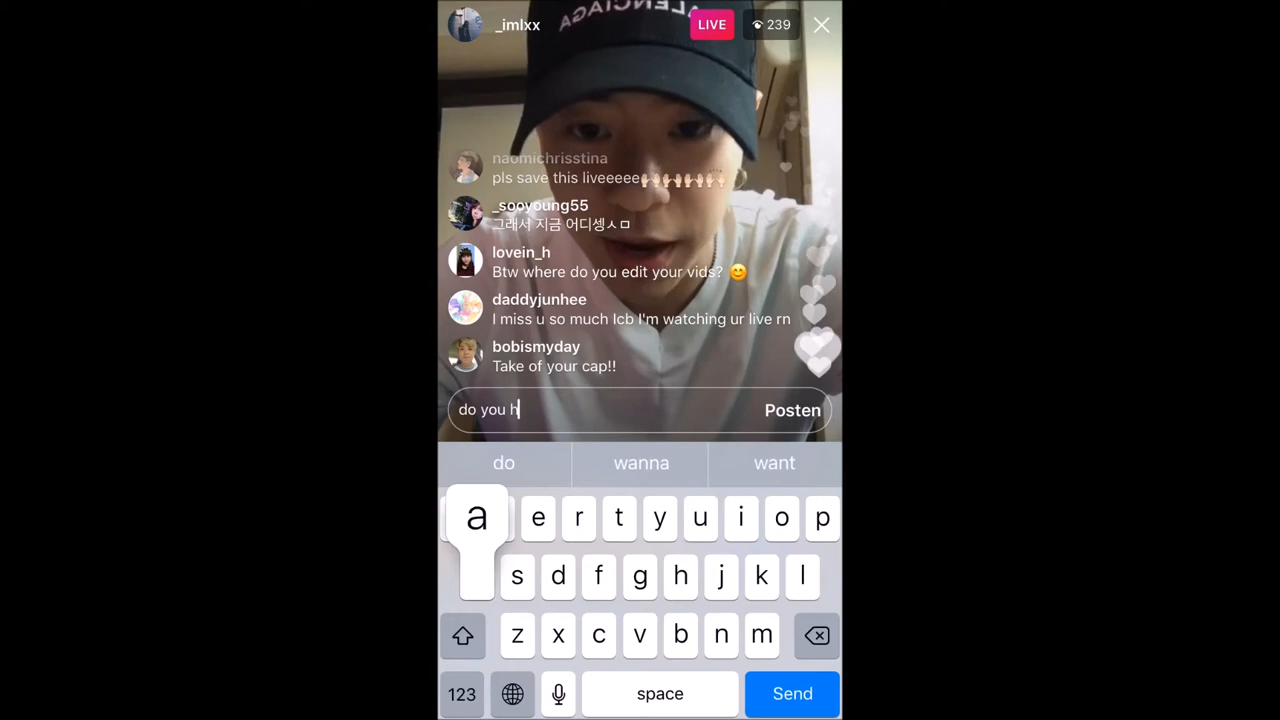 BALENCIAGA
_imlxx
LIVE
239
naomichrisstina
pls save this liveeeee🙌🏻🙌🏻🙌🏻🙌🏻
_sooyoung55
그래서 지금 어디셍ㅅㅁ
lovein_h
Btw where do you edit your vids? 😊
daddyjunhee
I miss u so much lcb I'm watching ur live rn
bobismyday
Take of your cap!!
do you h
Posten
do
wanna
want
a
e r t y u i o p
s d f g h j k l
z x c v b n m
123
space
Send